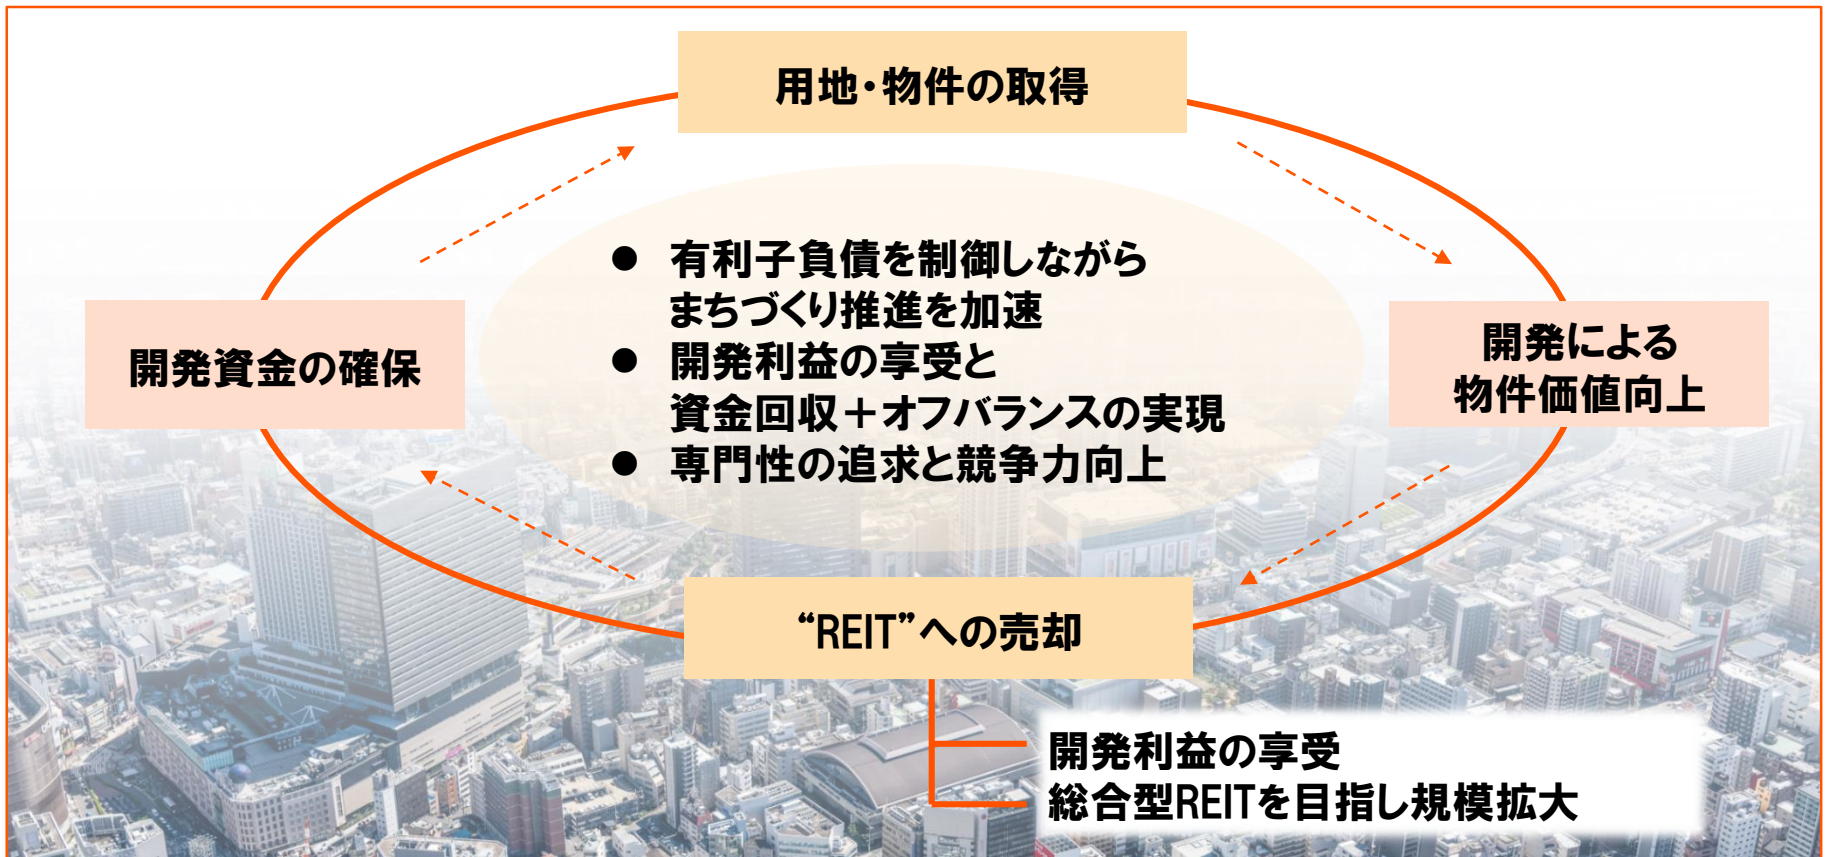 用地・物件の取得
● 有利子負債を制御しながら
まちづくり推進を加速
● 開発利益の享受と
資金回収＋オフバランスの実現
● 専門性の追求と競争力向上
開発資金の確保
開発による
物件価値向上
“REIT”への売却
開発利益の享受
総合型REITを目指し規模拡大